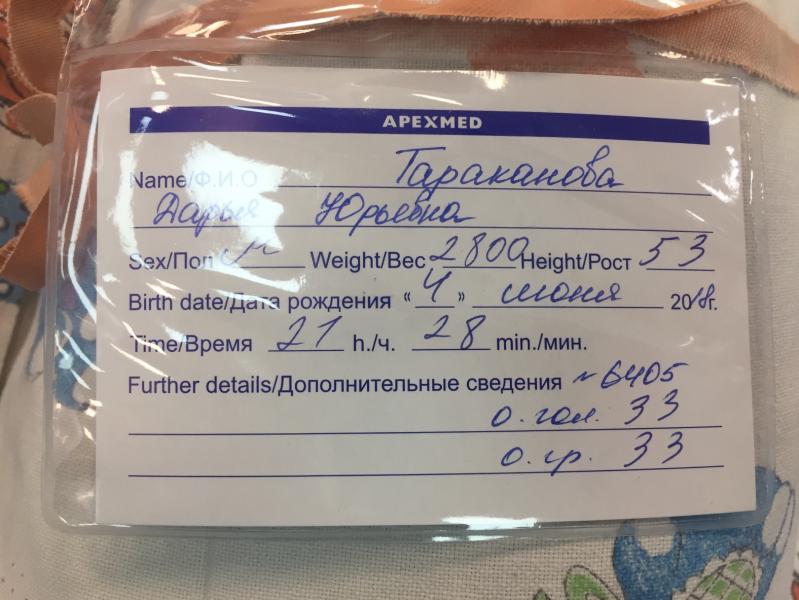 APEXMED
Name/Ф.И.О Тараканова
Дарья Юрьевна
Sex/Пол м Weight/Вес 2800 Height/Рост 53
Birth date/Дата рождения “ 4 ” июня 2018г.
Time/Время 21 h./ч. 28 min./мин.
Further details/Дополнительные сведения №6405
о. гол. 33
о. гр. 33